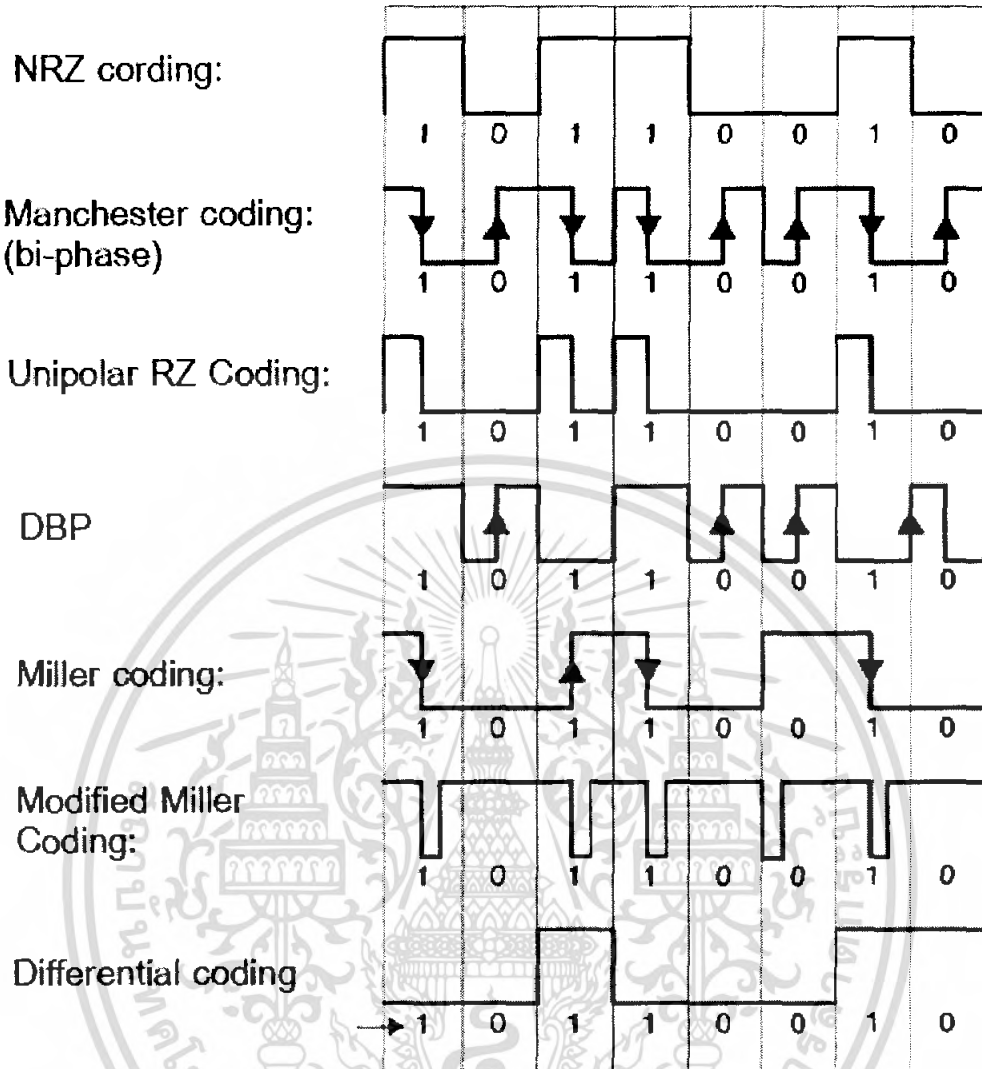 NRZ cording:
1 0 1 1 0 0 1 0
Manchester coding:
(bi-phase)
1 0 1 1 0 0 1 0
Unipolar RZ Coding:
1 0 1 1 0 0 1 0
DBP
1 0 1 1 0 0 1 0
Miller coding:
1 0 1 1 0 0 1 0
Modified Miller
Coding:
1 0 1 1 0 0 1 0
Differential coding
1 0 1 1 0 0 1 0